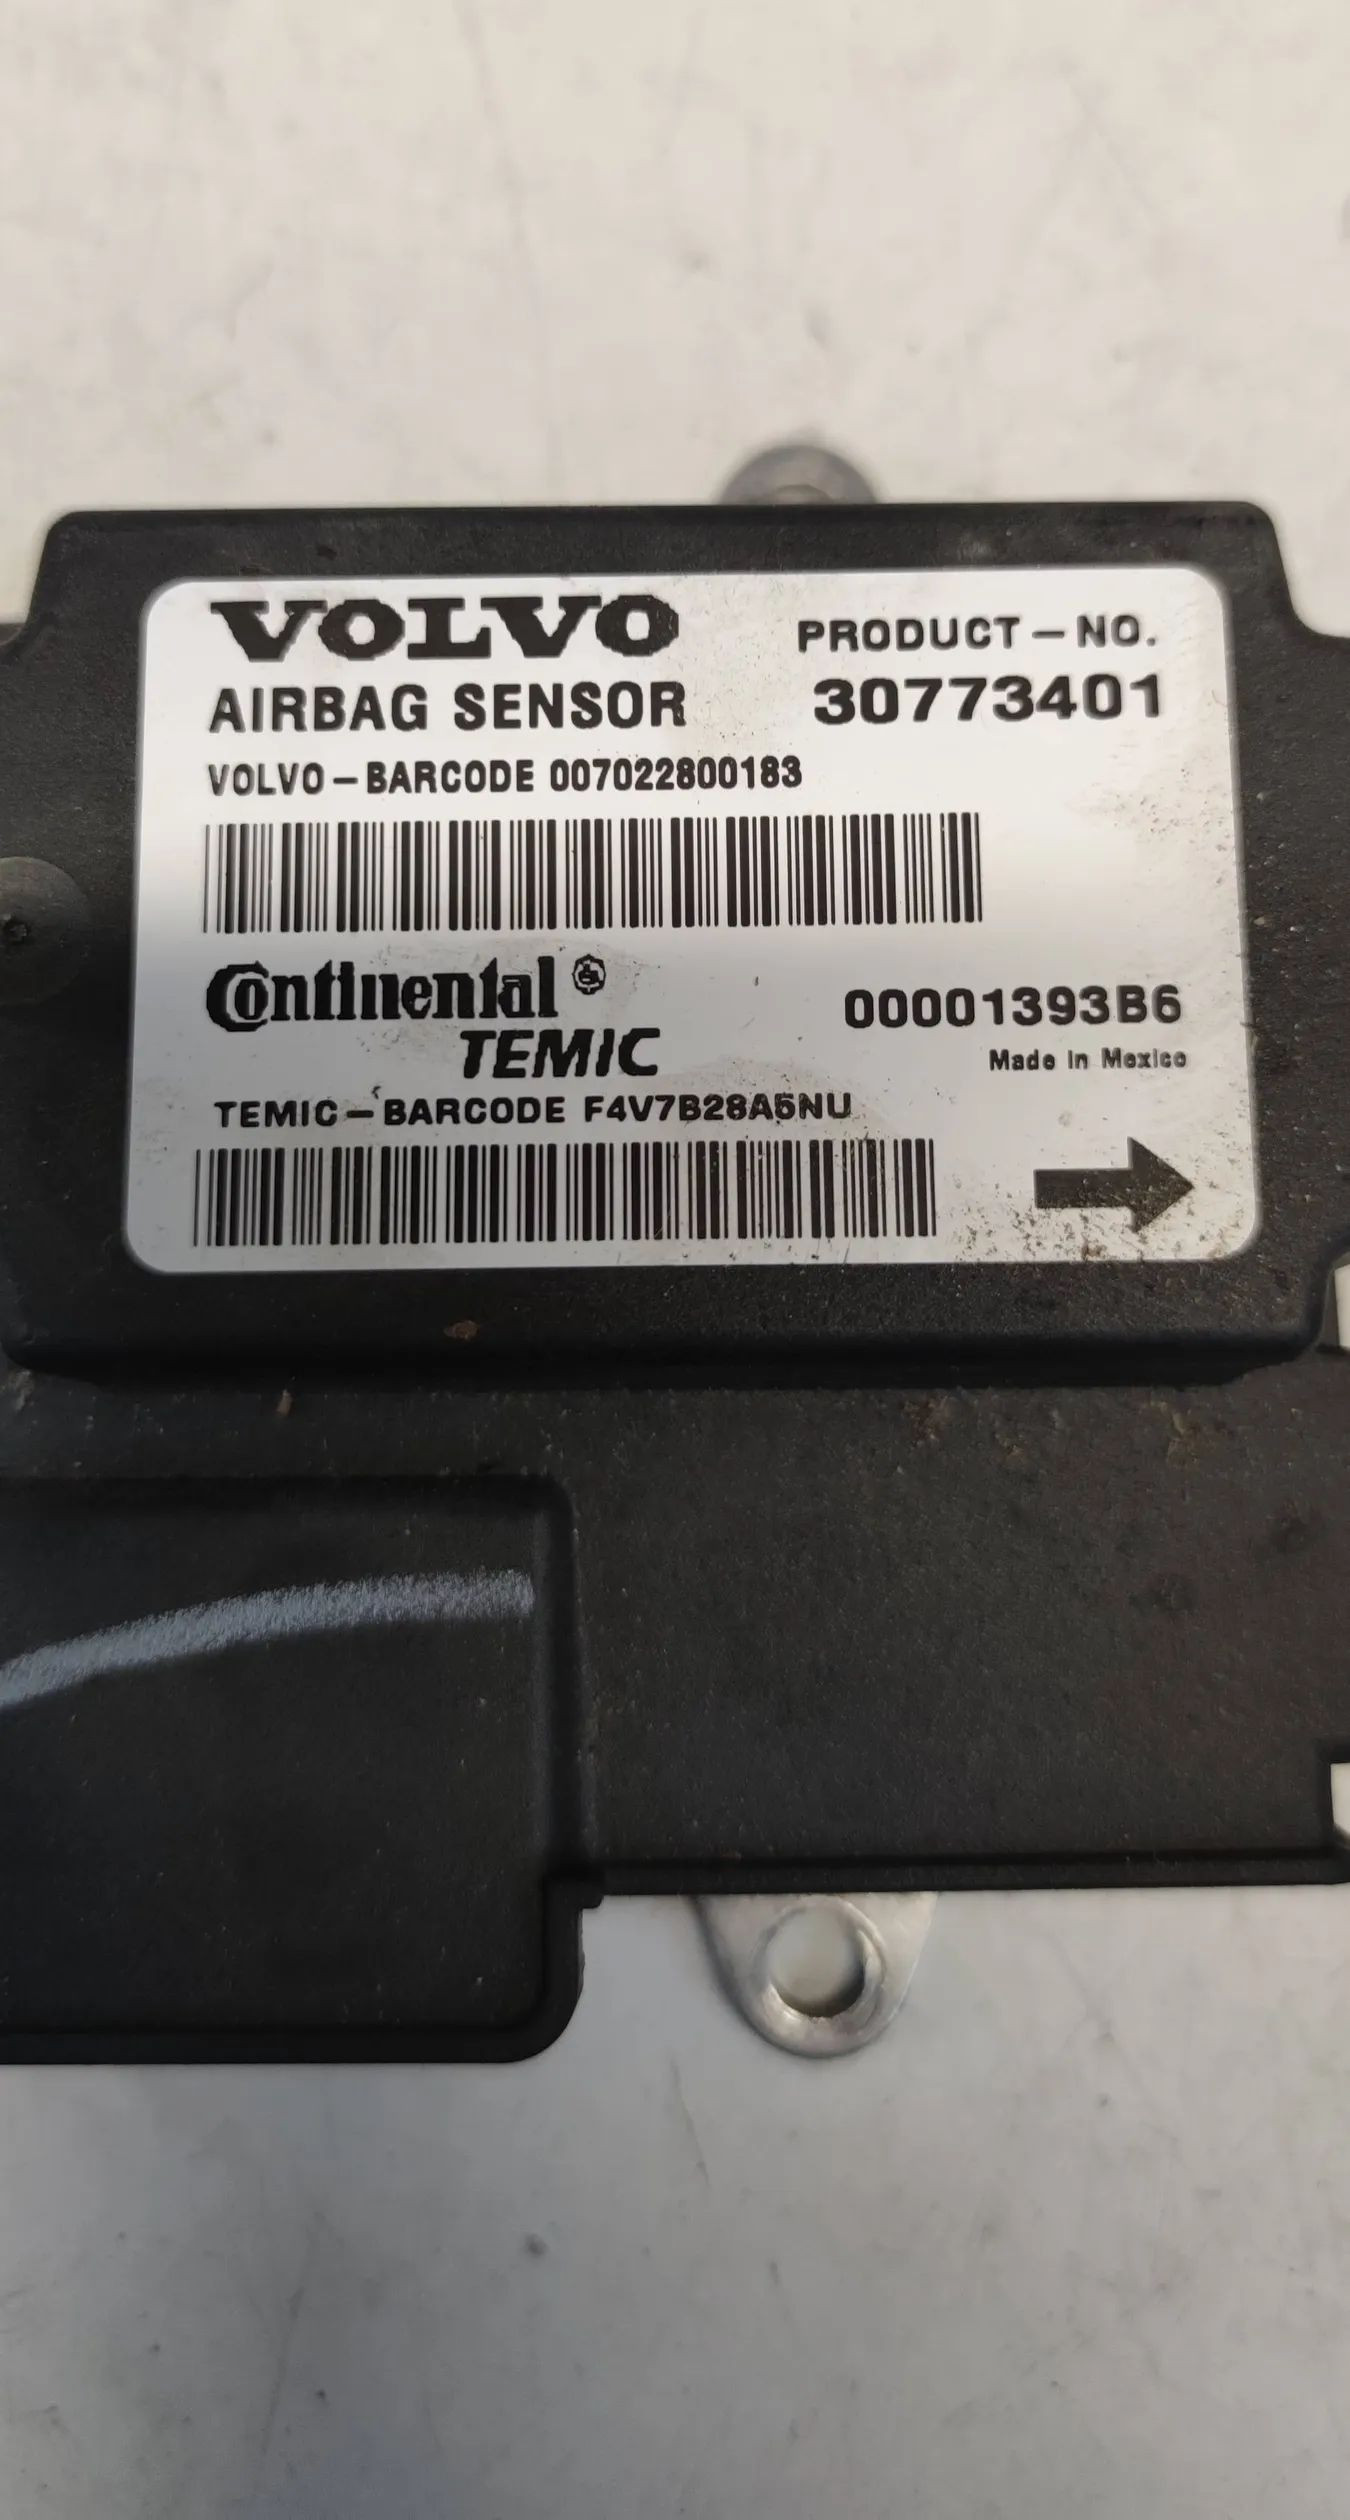 VOLVO PRODUCT-NO.
AIRBAG SENSOR 30773401
VOLVO-BARCODE 007022800183
Continental ®
TEMIC 00001393B6
Made in Mexico
TEMIC-BARCODE F4V7B28A5NU